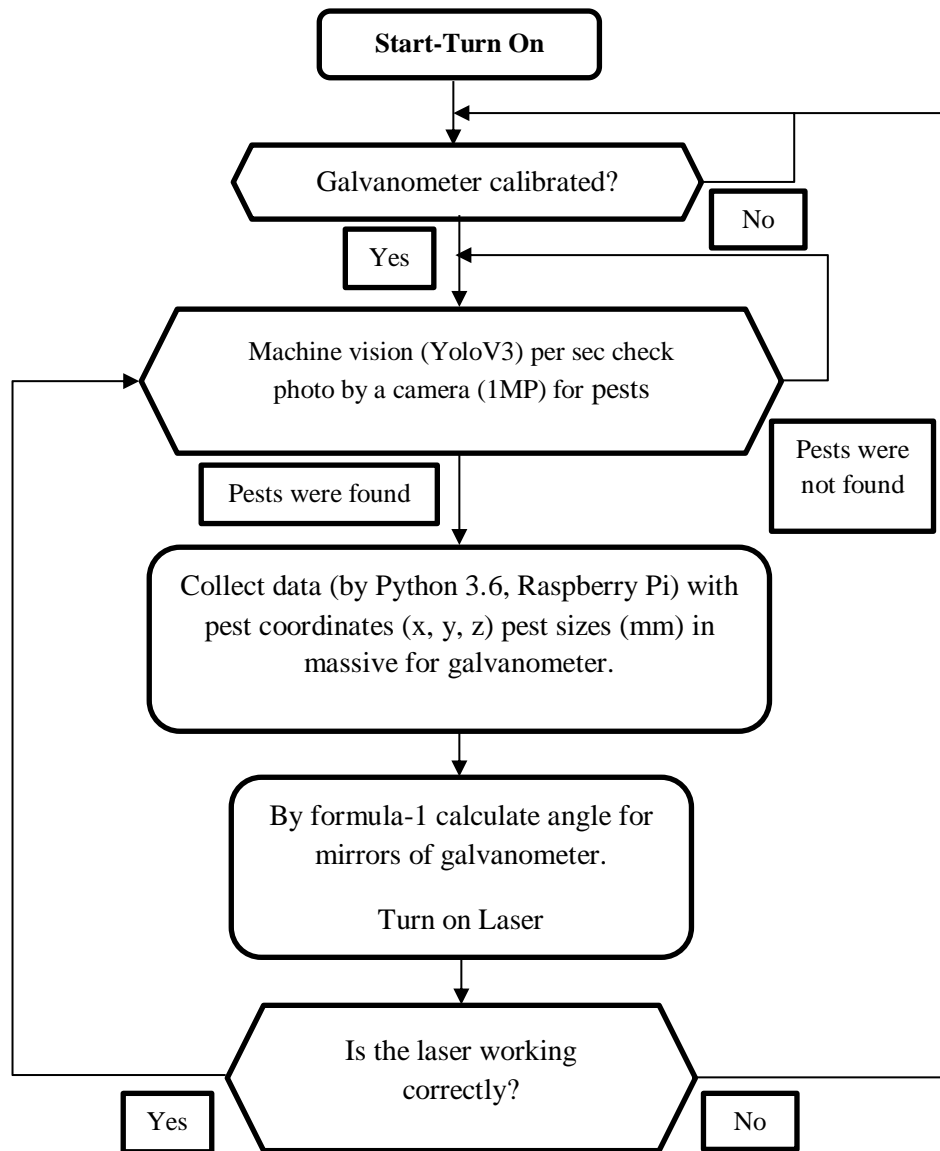 Start-Turn On
Galvanometer calibrated?
No
Yes
Machine vision (YoloV3) per sec check
photo by a camera (1MP) for pests
Pests were
not found
Pests were found
Collect data (by Python 3.6, Raspberry Pi) with
pest coordinates (x, y, z) pest sizes (mm) in
massive for galvanometer.
By formula-1 calculate angle for
mirrors of galvanometer.
Turn on Laser
Is the laser working
correctly?
Yes
No